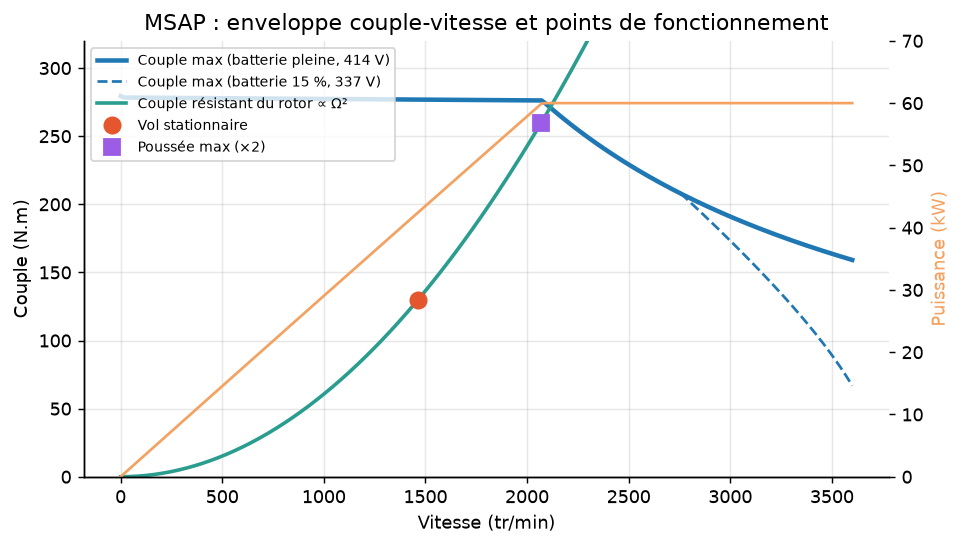 MSAP : enveloppe couple-vitesse et points de fonctionnement
Couple max (batterie pleine, 414 V)
Couple max (batterie 15 %, 337 V)
Couple résistant du rotor ∝ Ω²
Vol stationnaire
Poussée max (×2)
Couple (N.m)
300
250
200
150
100
50
0
70
60
50
40
30
20
10
0
Puissance (kW)
0 500 1000 1500 2000 2500 3000 3500
Vitesse (tr/min)